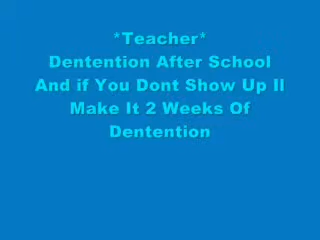 *Teacher*
Dentention After School
And if You Dont Show Up Il
Make It 2 Weeks Of
Dentention